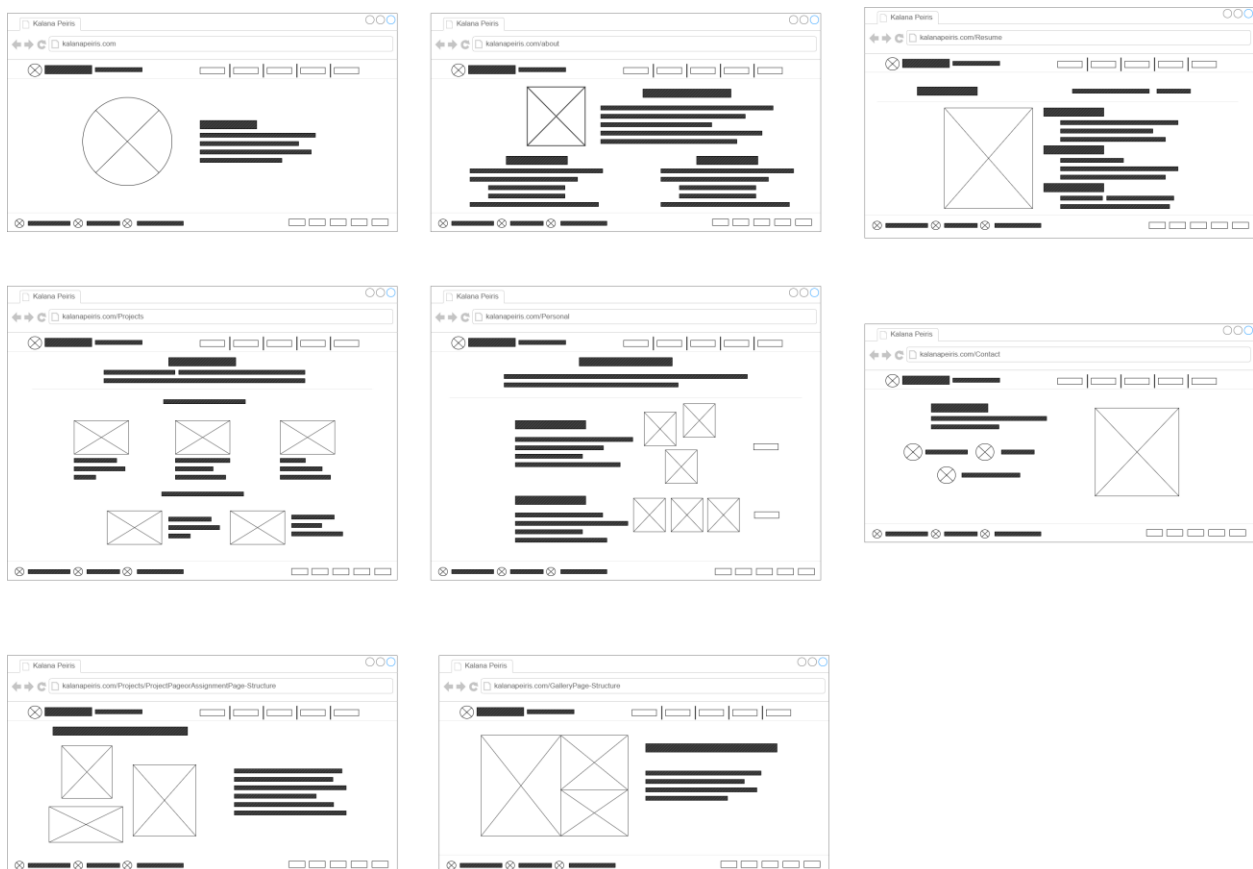 Kalana Peiris
kalanapeiris.com
Kalana Peiris
kalanapeiris.com/about
Kalana Peiris
kalanapeiris.com/Resume
Kalana Peiris
kalanapeiris.com/Projects
Kalana Peiris
kalanapeiris.com/Personal
Kalana Peiris
kalanapeiris.com/Contact
Kalana Peiris
kalanapeiris.com/Projects/ProjectPageorAssignmentPage-Structure
Kalana Peiris
kalanapeiris.com/GalleryPage-Structure